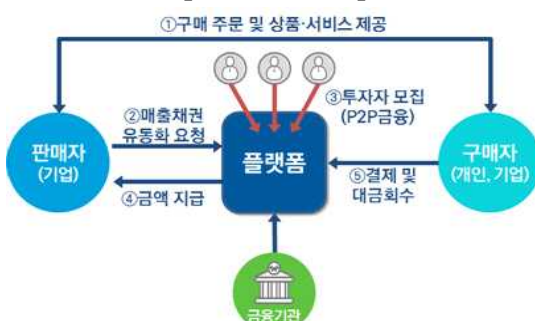 ①구매 주문 및 상품·서비스 제공
②매출채권
유동화 요청
③투자자 모집
(P2P금융)
판매자
(기업)
플랫폼
구매자
(개인, 기업)
④금액 지급
⑤결제 및
대금회수
금융기관